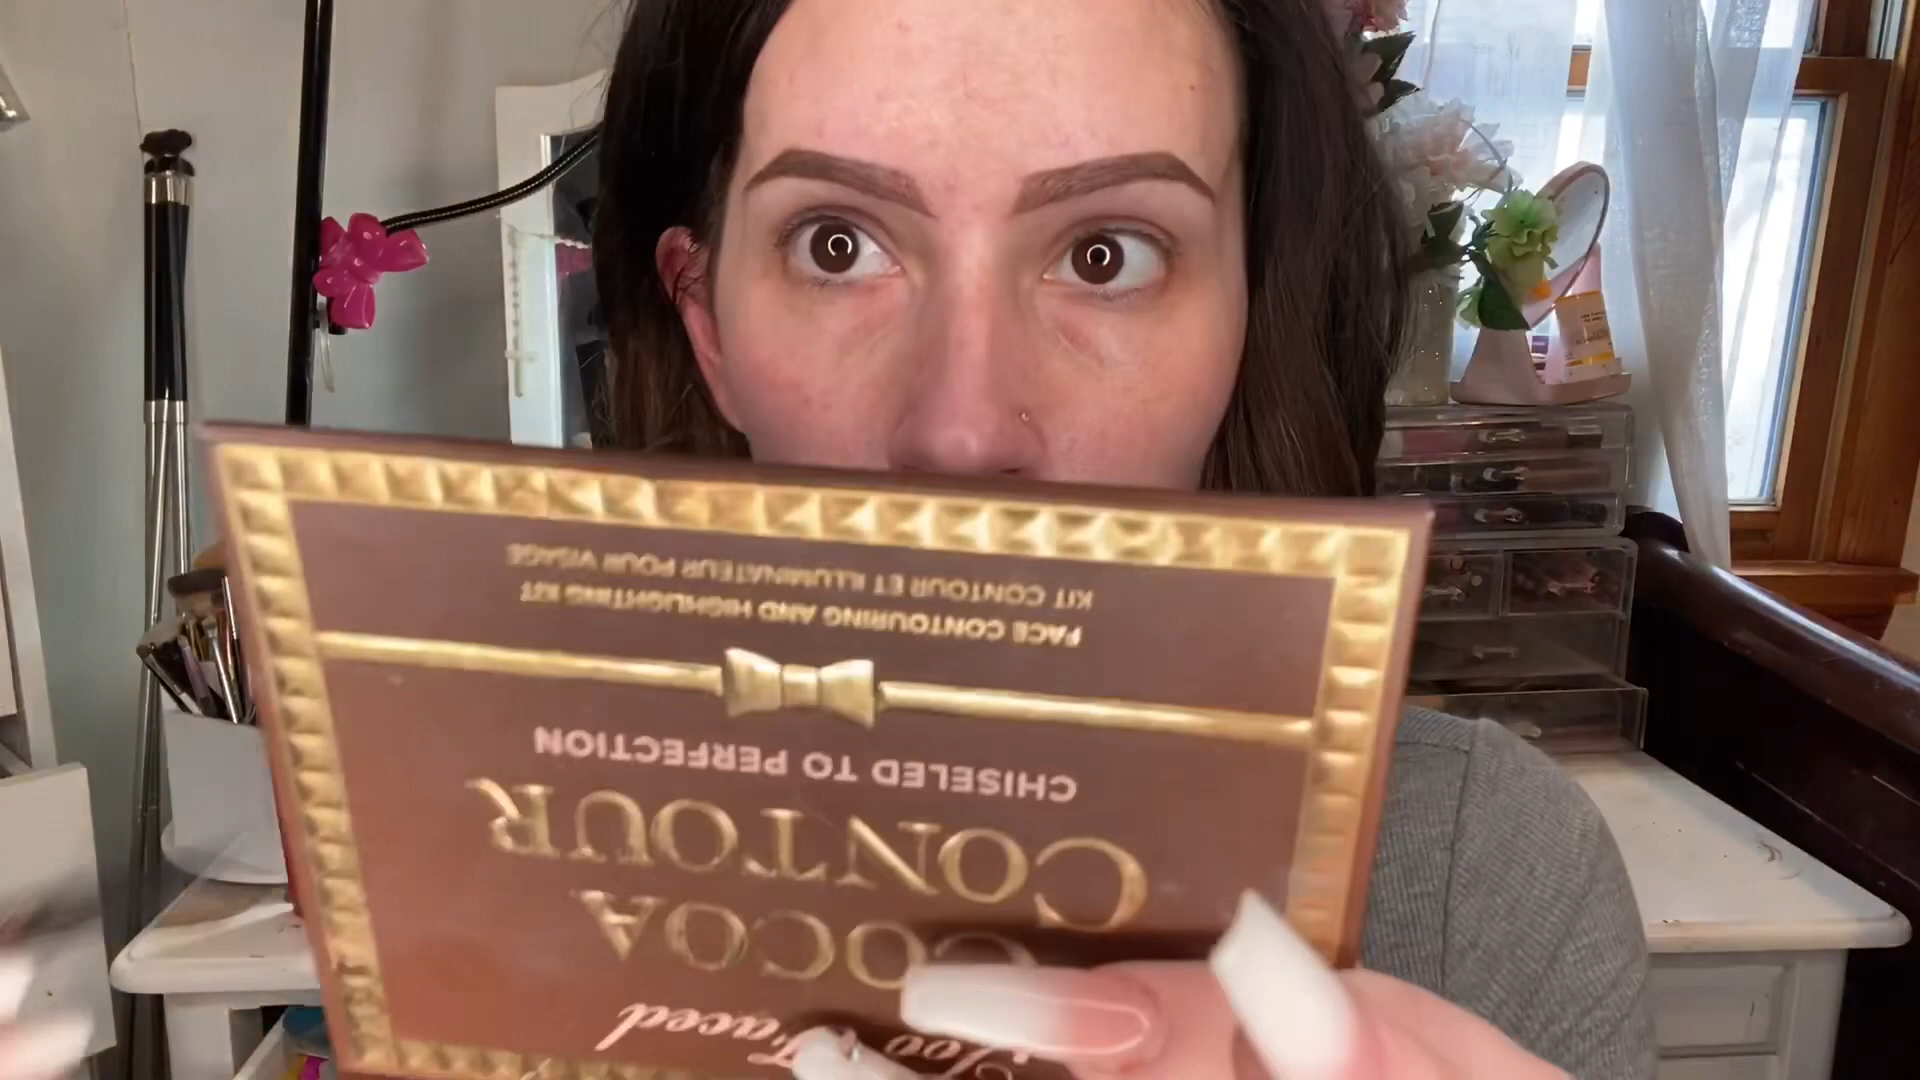 Too Faced
COCOA
CONTOUR
CHISELED TO PERFECTION
FACE CONTOURING AND HIGHLIGHTING KIT
KIT CONTOUR ET ILLUMINATEUR POUR VISAGE